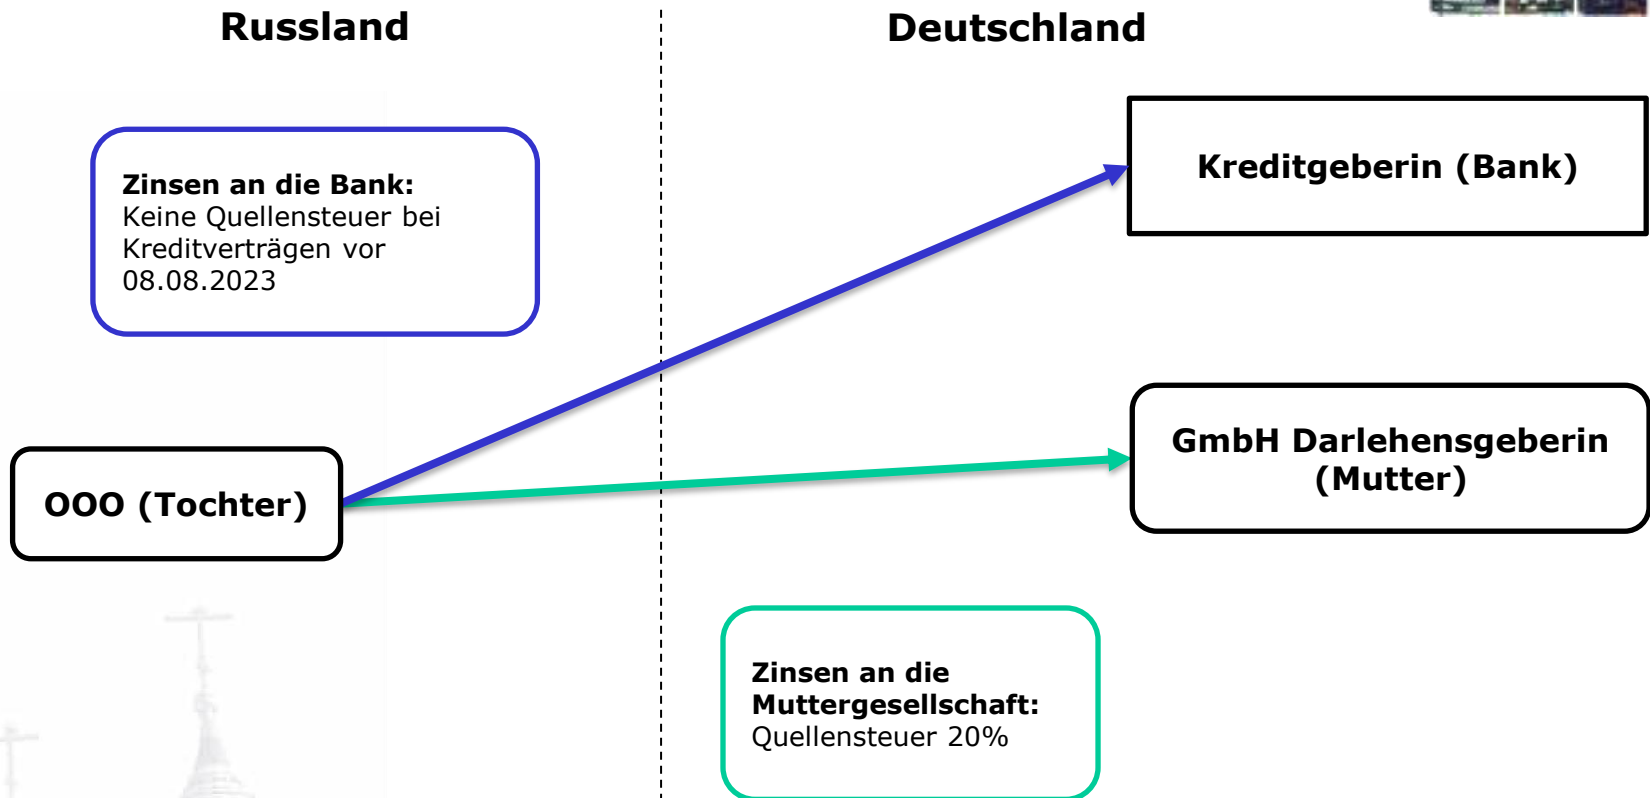 Russland
Deutschland
Zinsen an die Bank:
Keine Quellensteuer bei
Kreditverträgen vor
08.08.2023
Kreditgeberin (Bank)
GmbH Darlehensgeberin
(Mutter)
OOO (Tochter)
Zinsen an die
Muttergesellschaft:
Quellensteuer 20%